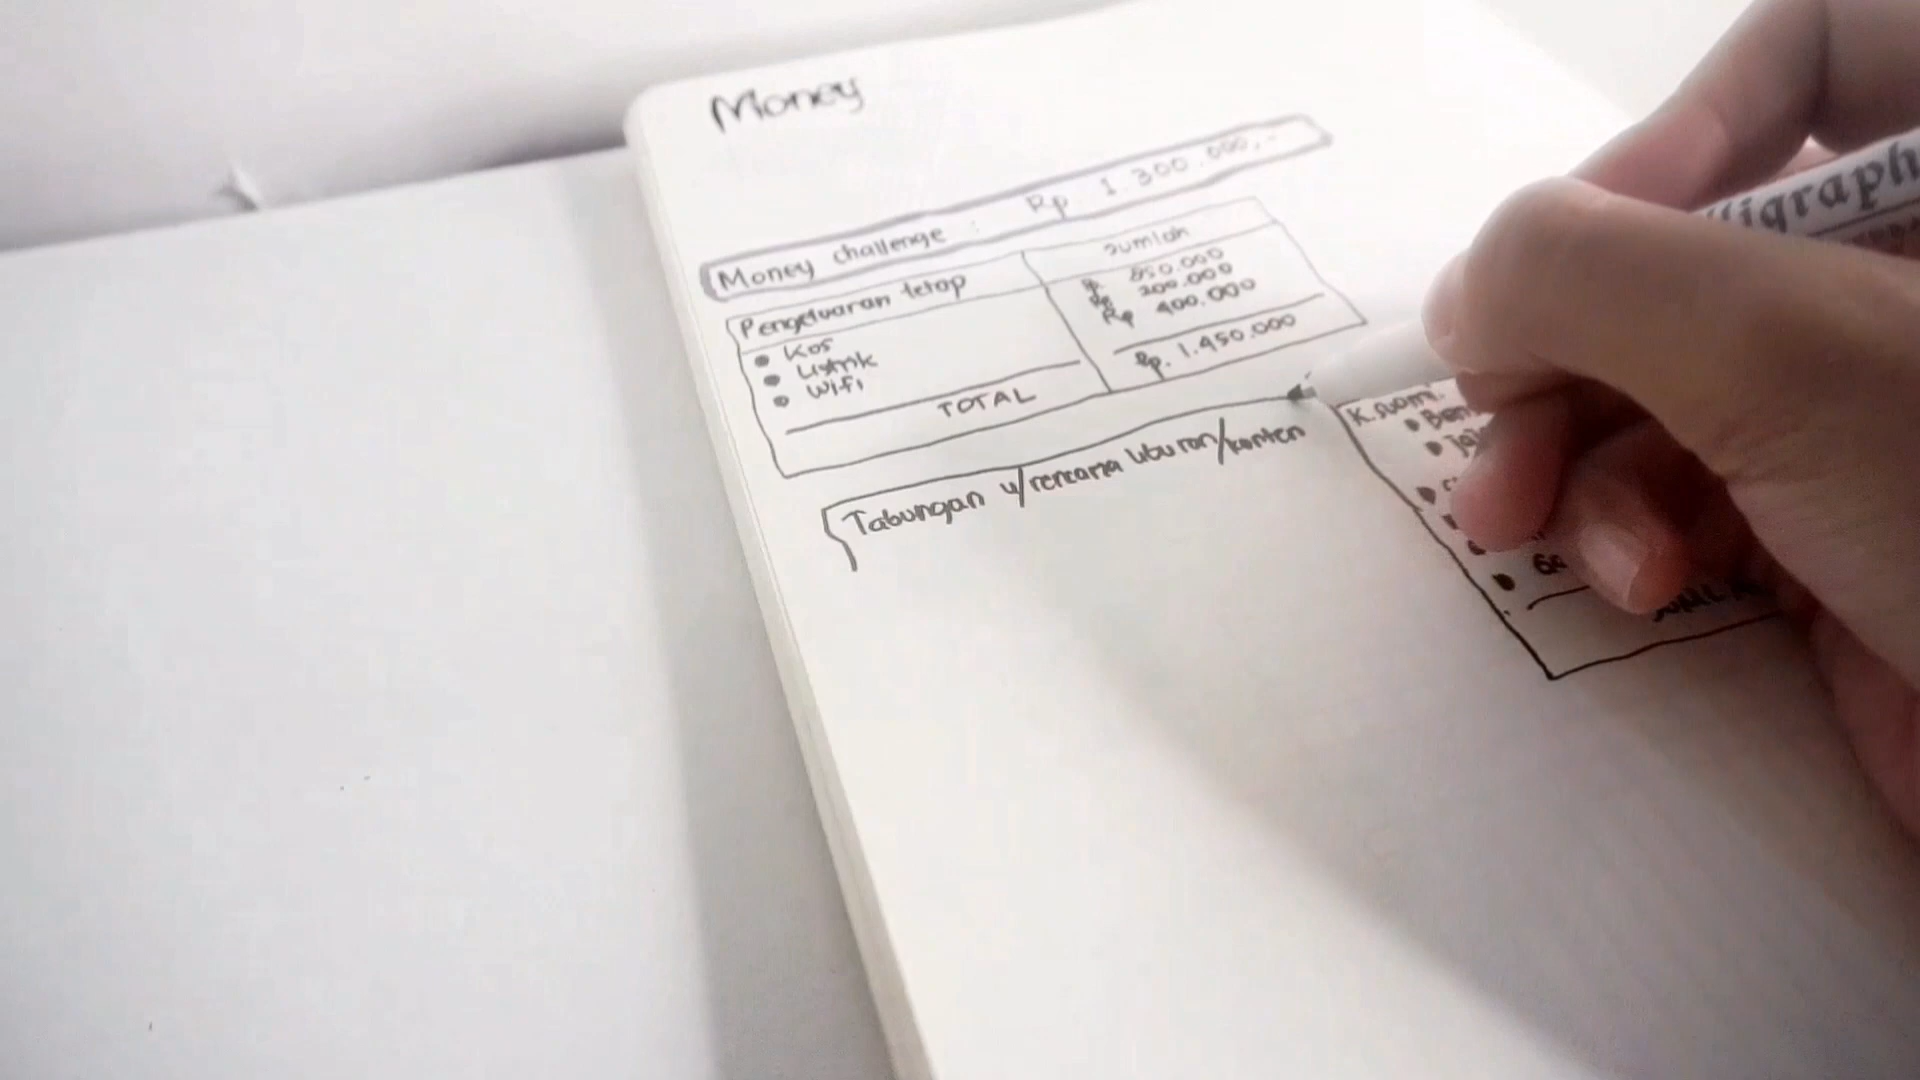 Money
Money challenge : Rp 1.300.000,-
Pengeluaran tetap Jumlah
• Kos Rp. 850.000
• Listrik Rp 200.000
• Wifi Rp 400.000
TOTAL Rp. 1.450.000
Tabungan u/rencana liburan/konten
K.suami